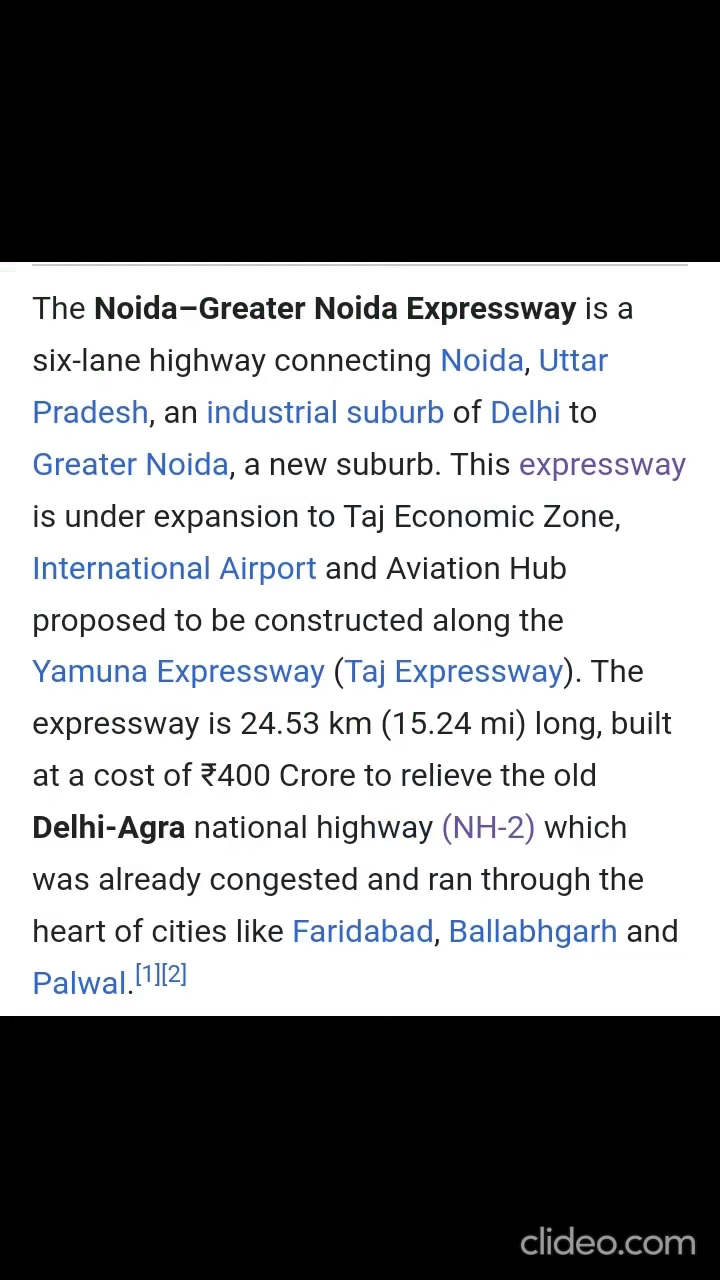 The Noida–Greater Noida Expressway is a
six-lane highway connecting Noida, Uttar
Pradesh, an industrial suburb of Delhi to
Greater Noida, a new suburb. This expressway
is under expansion to Taj Economic Zone,
International Airport and Aviation Hub
proposed to be constructed along the
Yamuna Expressway (Taj Expressway). The
expressway is 24.53 km (15.24 mi) long, built
at a cost of ₹400 Crore to relieve the old
Delhi-Agra national highway (NH-2) which
was already congested and ran through the
heart of cities like Faridabad, Ballabhgarh and
Palwal.[1][2]
clideo.com